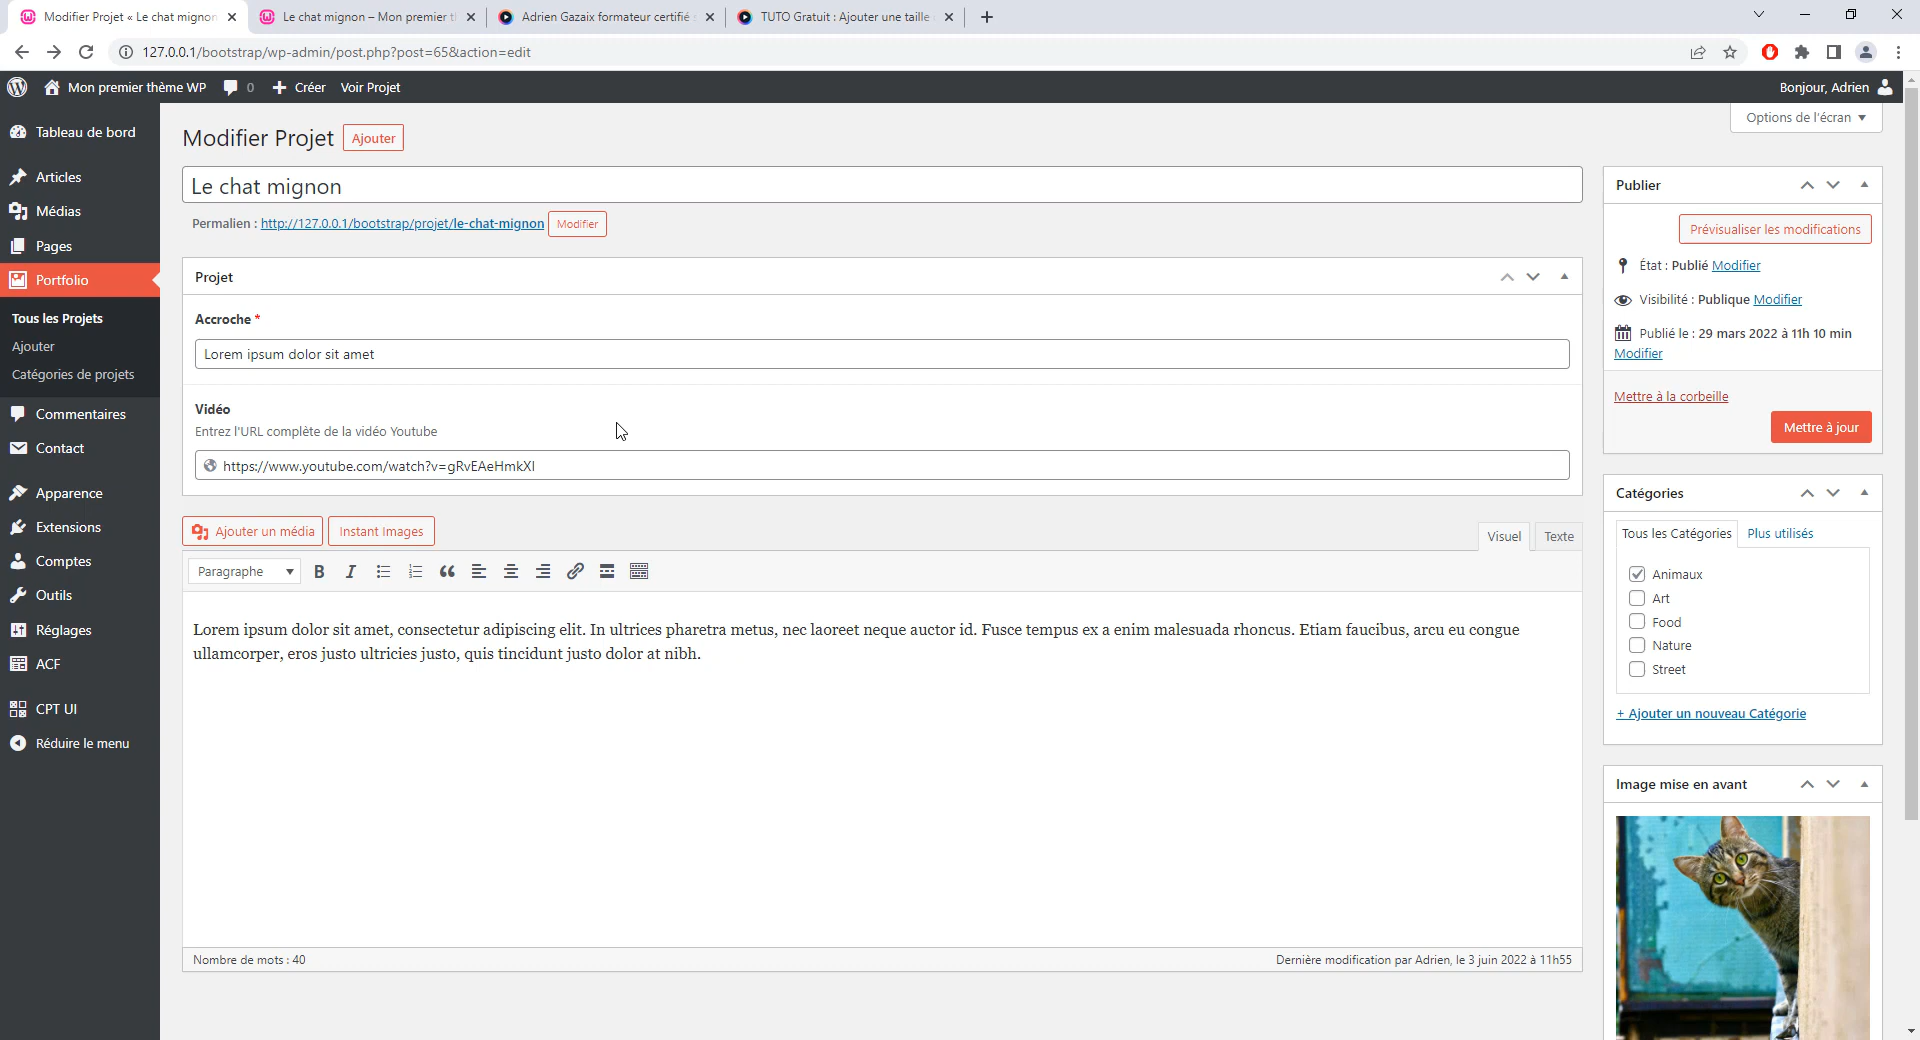 Modifier Projet « Le chat mignon
Le chat mignon – Mon premier t
Adrien Gazaix formateur certifié
TUTO Gratuit : Ajouter une taille
127.0.0.1/bootstrap/wp-admin/post.php?post=65&action=edit
Mon premier thème WP
0
Créer
Voir Projet
Bonjour, Adrien
Options de l'écran
Tableau de bord
Articles
Médias
Pages
Portfolio
Tous les Projets
Ajouter
Catégories de projets
Commentaires
Contact
Apparence
Extensions
Comptes
Outils
Réglages
ACF
CPT UI
Réduire le menu
Modifier Projet
Ajouter
Le chat mignon
Permalien : http://127.0.0.1/bootstrap/projet/le-chat-mignon
Modifier
Projet
Accroche *
Lorem ipsum dolor sit amet
Vidéo
Entrez l'URL complète de la vidéo Youtube
https://www.youtube.com/watch?v=gRvEAeHmkXI
Ajouter un média
Instant Images
Visuel
Texte
Paragraphe
B
I
Lorem ipsum dolor sit amet, consectetur adipiscing elit. In ultrices pharetra metus, nec laoreet neque auctor id. Fusce tempus ex a enim malesuada rhoncus. Etiam faucibus, arcu eu congue
ullamcorper, eros justo ultricies justo, quis tincidunt justo dolor at nibh.
Nombre de mots : 40
Dernière modification par Adrien, le 3 juin 2022 à 11h55
Publier
Prévisualiser les modifications
État : Publié Modifier
Visibilité : Publique Modifier
Publié le : 29 mars 2022 à 11h 10 min
Modifier
Mettre à la corbeille
Mettre à jour
Catégories
Tous les Catégories
Plus utilisés
Animaux
Art
Food
Nature
Street
+ Ajouter un nouveau Catégorie
Image mise en avant